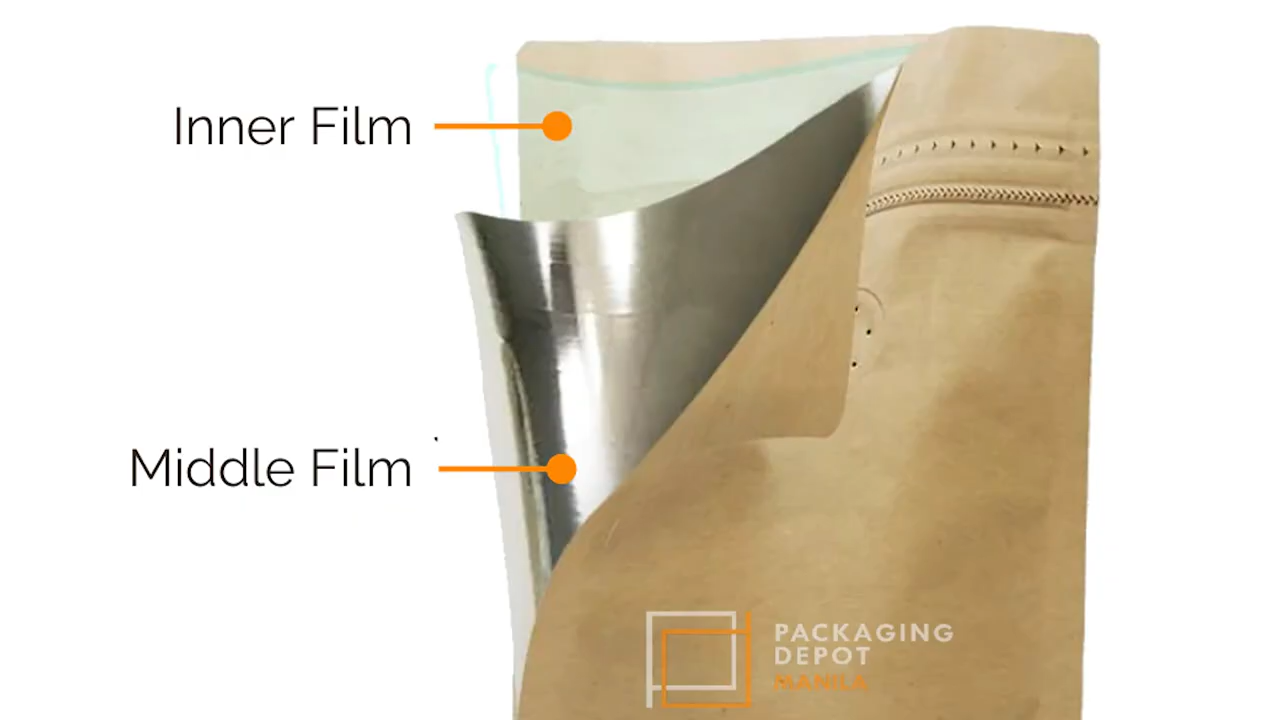 Inner Film
Middle Film
PACKAGING
DEPOT
MANILA